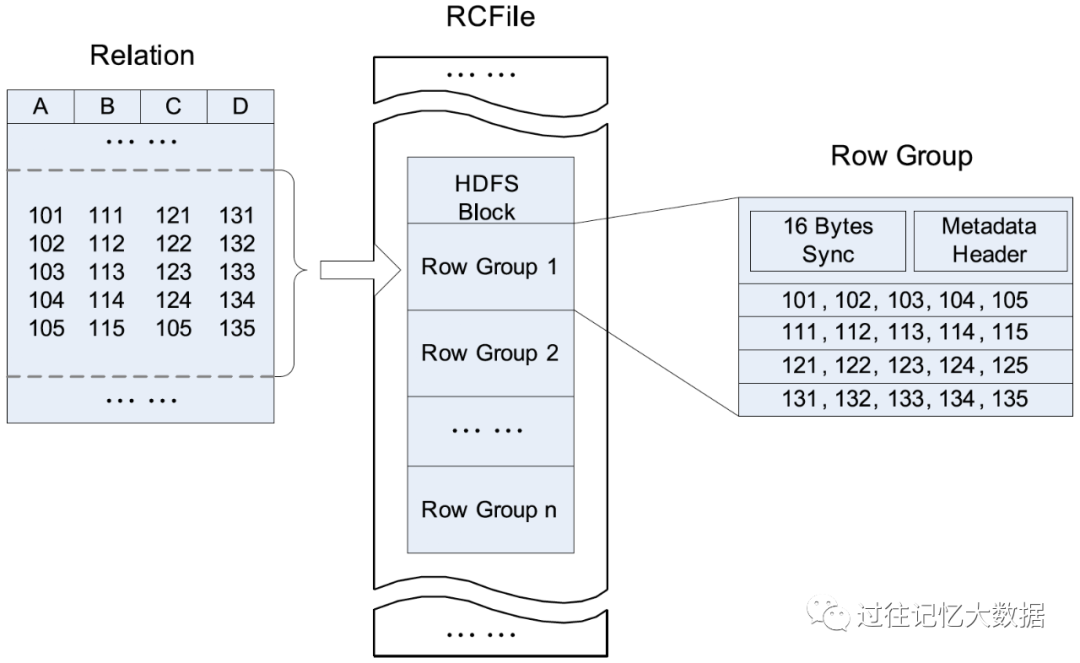 RCFile
Relation
A B C D
... ...
101 111 121 131
102 112 122 132
103 113 123 133
104 114 124 134
105 115 105 135
... ...
... ...
HDFS
Block
Row Group 1
Row Group 2
... ...
Row Group n
... ...
Row Group
16 Bytes
Sync
Metadata
Header
101, 102, 103, 104, 105
111, 112, 113, 114, 115
121, 122, 123, 124, 125
131, 132, 133, 134, 135
过往记忆大数据